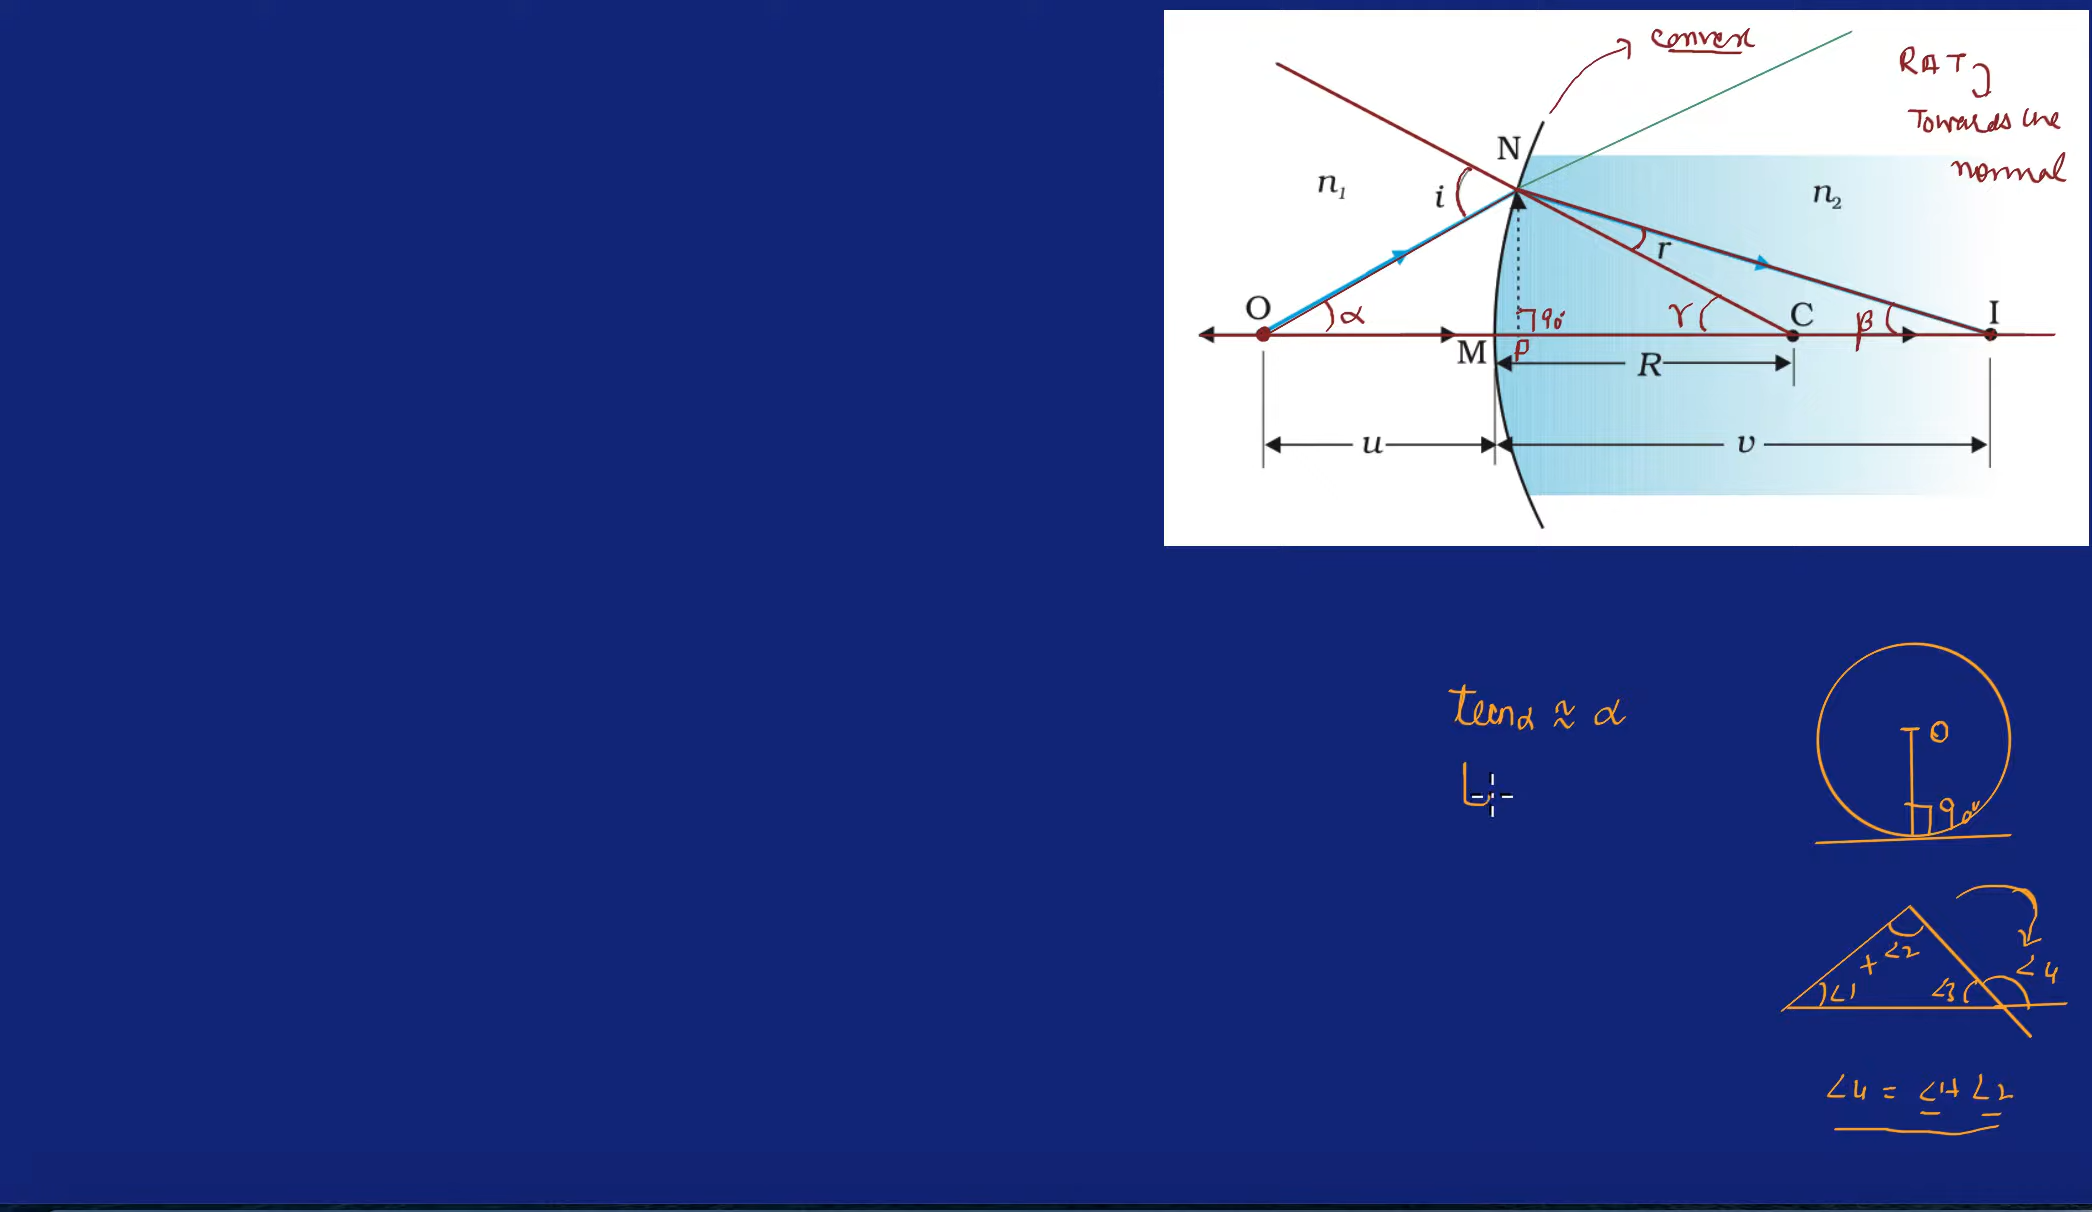 convex
RAT
Towards the
normal
N
n₁
n₂
i
r
O
α
90°
γ
C
β
I
M
P
R
u
v
tanα ≈ α
O
90°
∠2
+
∠4
∠1
∠3
∠4 = ∠1+∠2